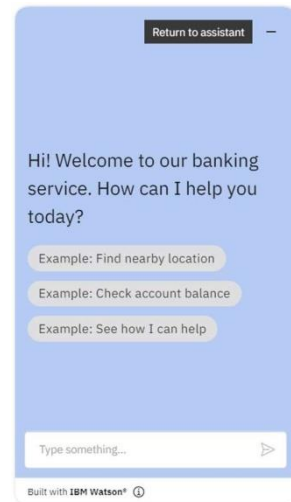 Return to assistant
Hi! Welcome to our banking
service. How can I help you
today?
Example: Find nearby location
Example: Check account balance
Example: See how I can help
Type something...
Built with IBM Watson®